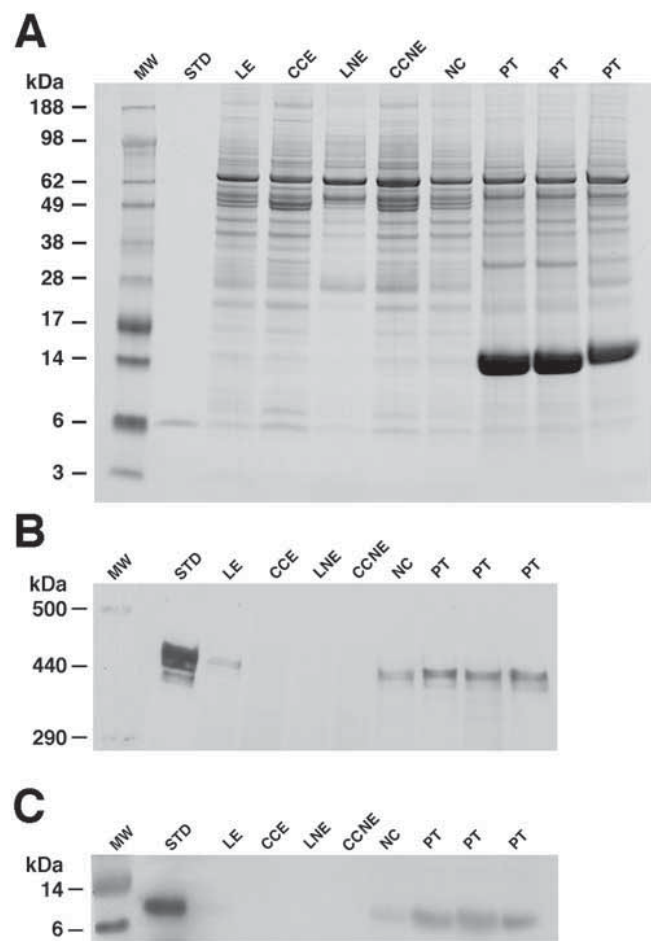 A
kDa MW STD LE CCE LNE CCNE NC PT PT PT
188
98
62
49
38
28
17
14
6
3
B
kDa MW STD LE CCE LNE CCNE NC PT PT PT
500
440
290
C
kDa MW STD LE CCE LNE CCNE NC PT PT PT
14
6